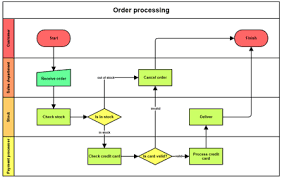 Order processing
Customer
Start
Finish
Sales department
Receive order
out of stock
Cancel order
Stock
Check stock
Is in stock
Deliver
in stock
invalid
Payment processor
Check credit card
Is card valid?
valid
Process credit
card